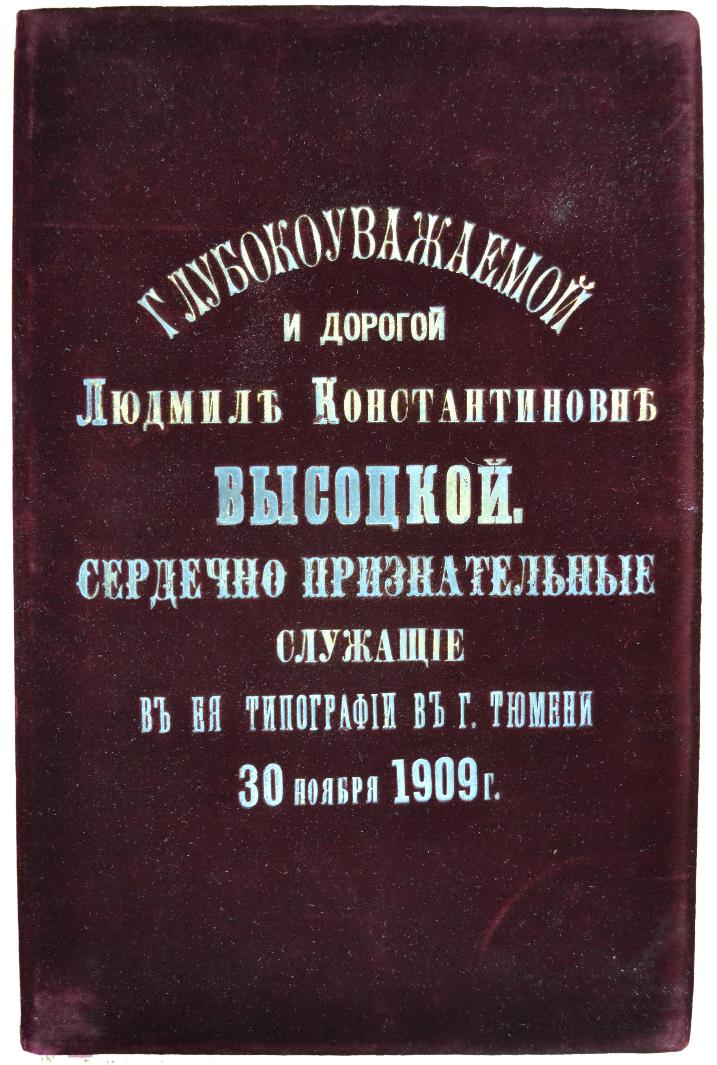 ГЛУБОКОУВАЖАЕМОЙ
И ДОРОГОЙ
ЛЮДМИЛѢ КОНСТАНТИНОВНѢ
ВЫСОЦКОЙ.
СЕРДЕЧНО ПРИЗНАТЕЛЬНЫЕ
СЛУЖАЩІЕ
ВЪ ЕЯ ТИПОГРАФІИ ВЪ Г. ТЮМЕНИ
30 НОЯБРЯ 1909 Г.